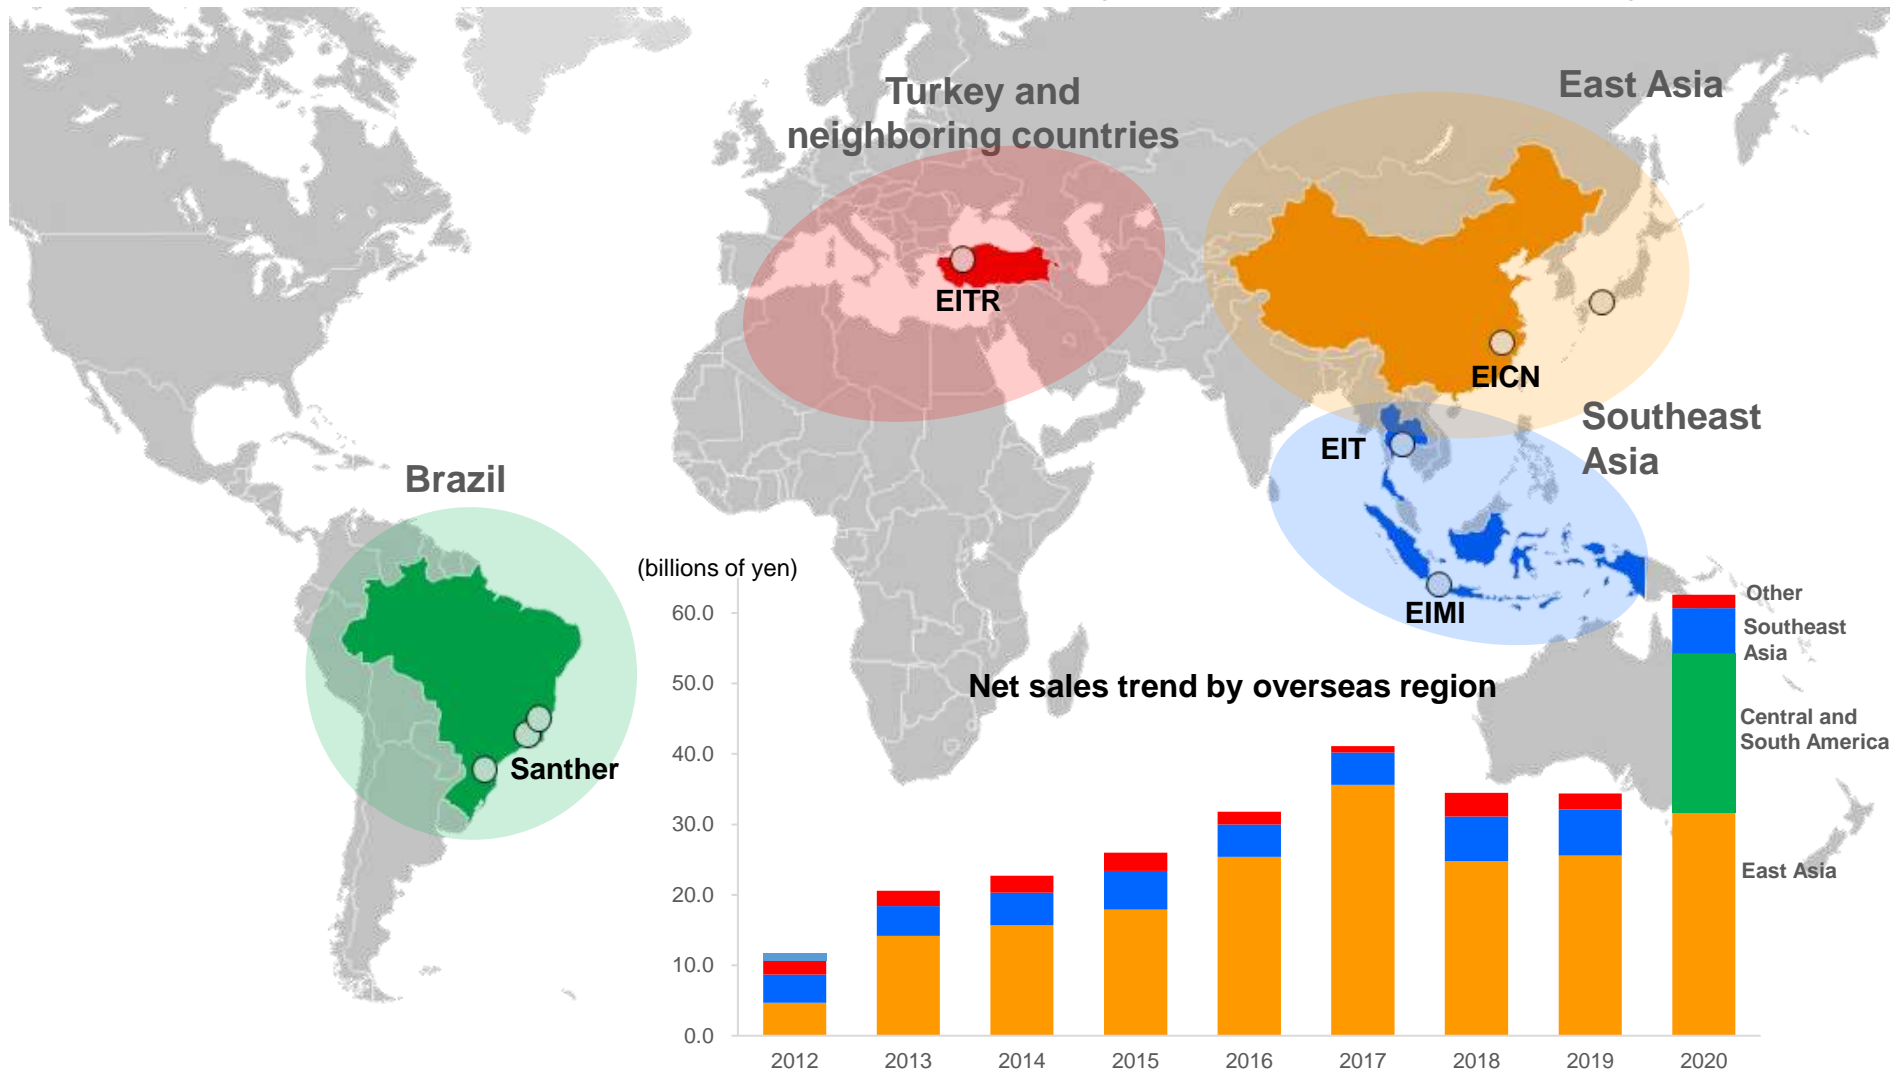 Turkey and
neighboring countries
East Asia
EITR
EICN
Southeast
Asia
EIT
EIMI
Brazil
Santher
(billions of yen)
Net sales trend by overseas region
60.0
50.0
40.0
30.0
20.0
10.0
0.0
2012
2013
2014
2015
2016
2017
2018
2019
2020
Other
Southeast
Asia
Central and
South America
East Asia